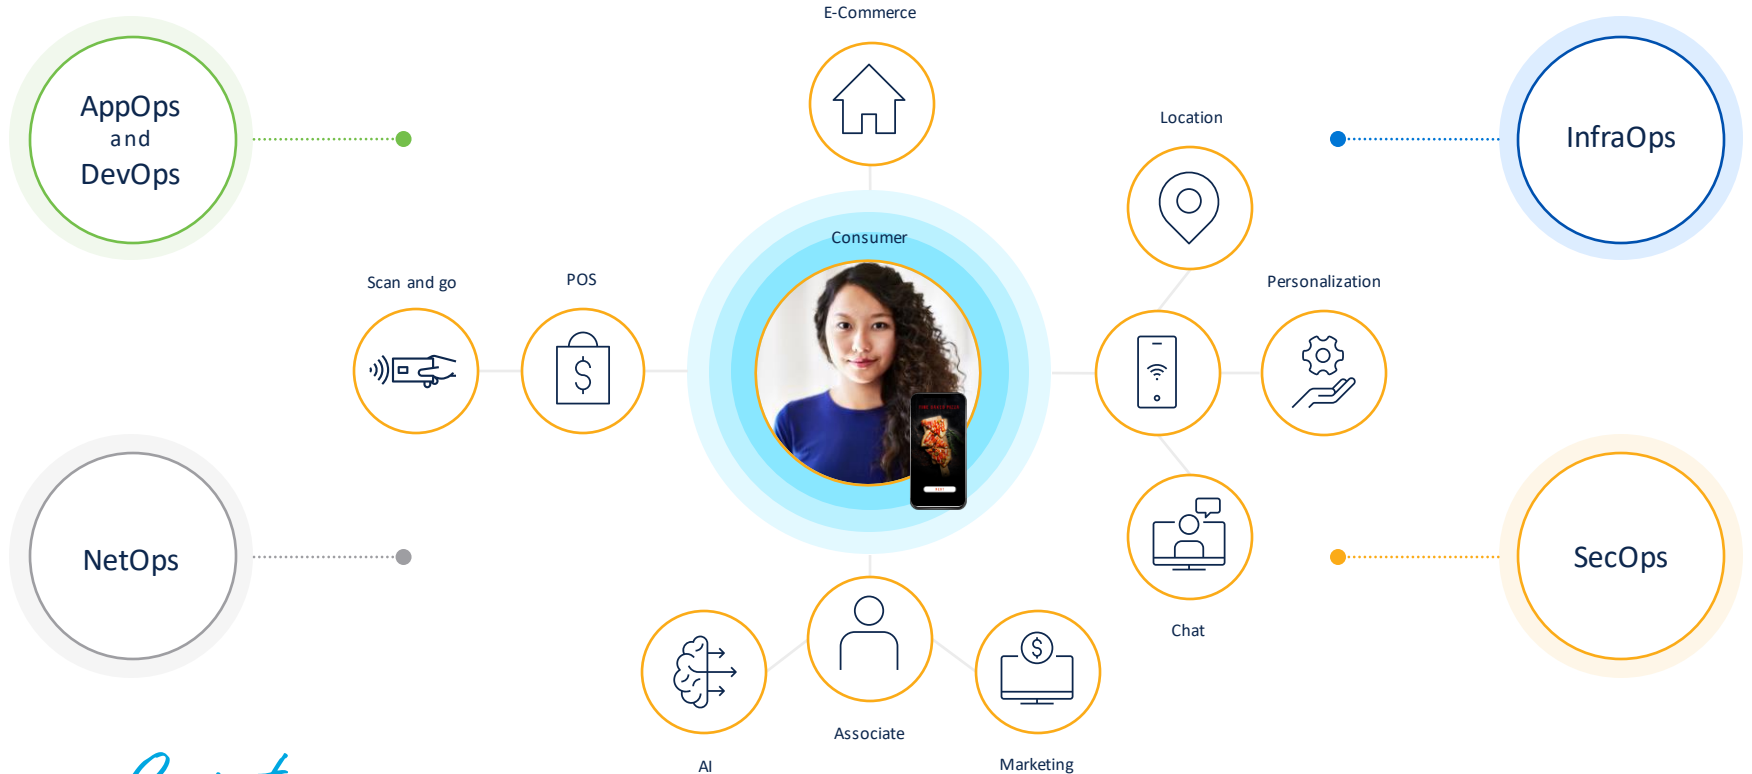 E-Commerce
AppOps
and
DevOps
Location
InfraOps
Consumer
Scan and go
POS
Personalization
$
NetOps
SecOps
Chat
$
Associate
AI
Marketing